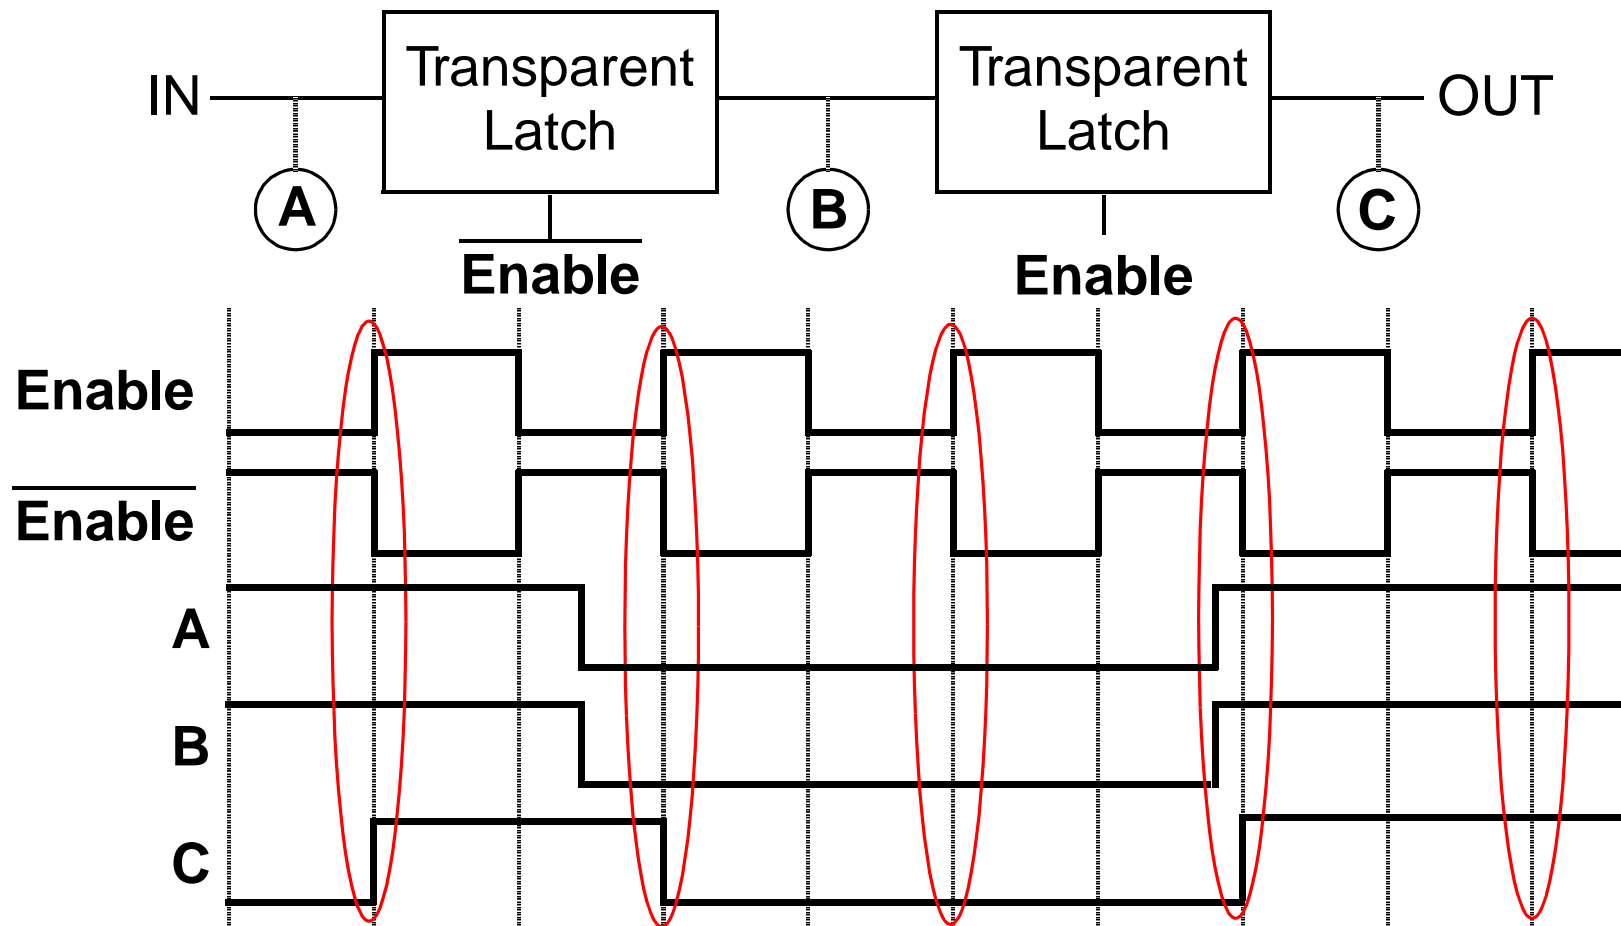 IN
Transparent
Latch
Transparent
Latch
OUT
A
B
C
Enable
Enable
Enable
Enable
A
B
C